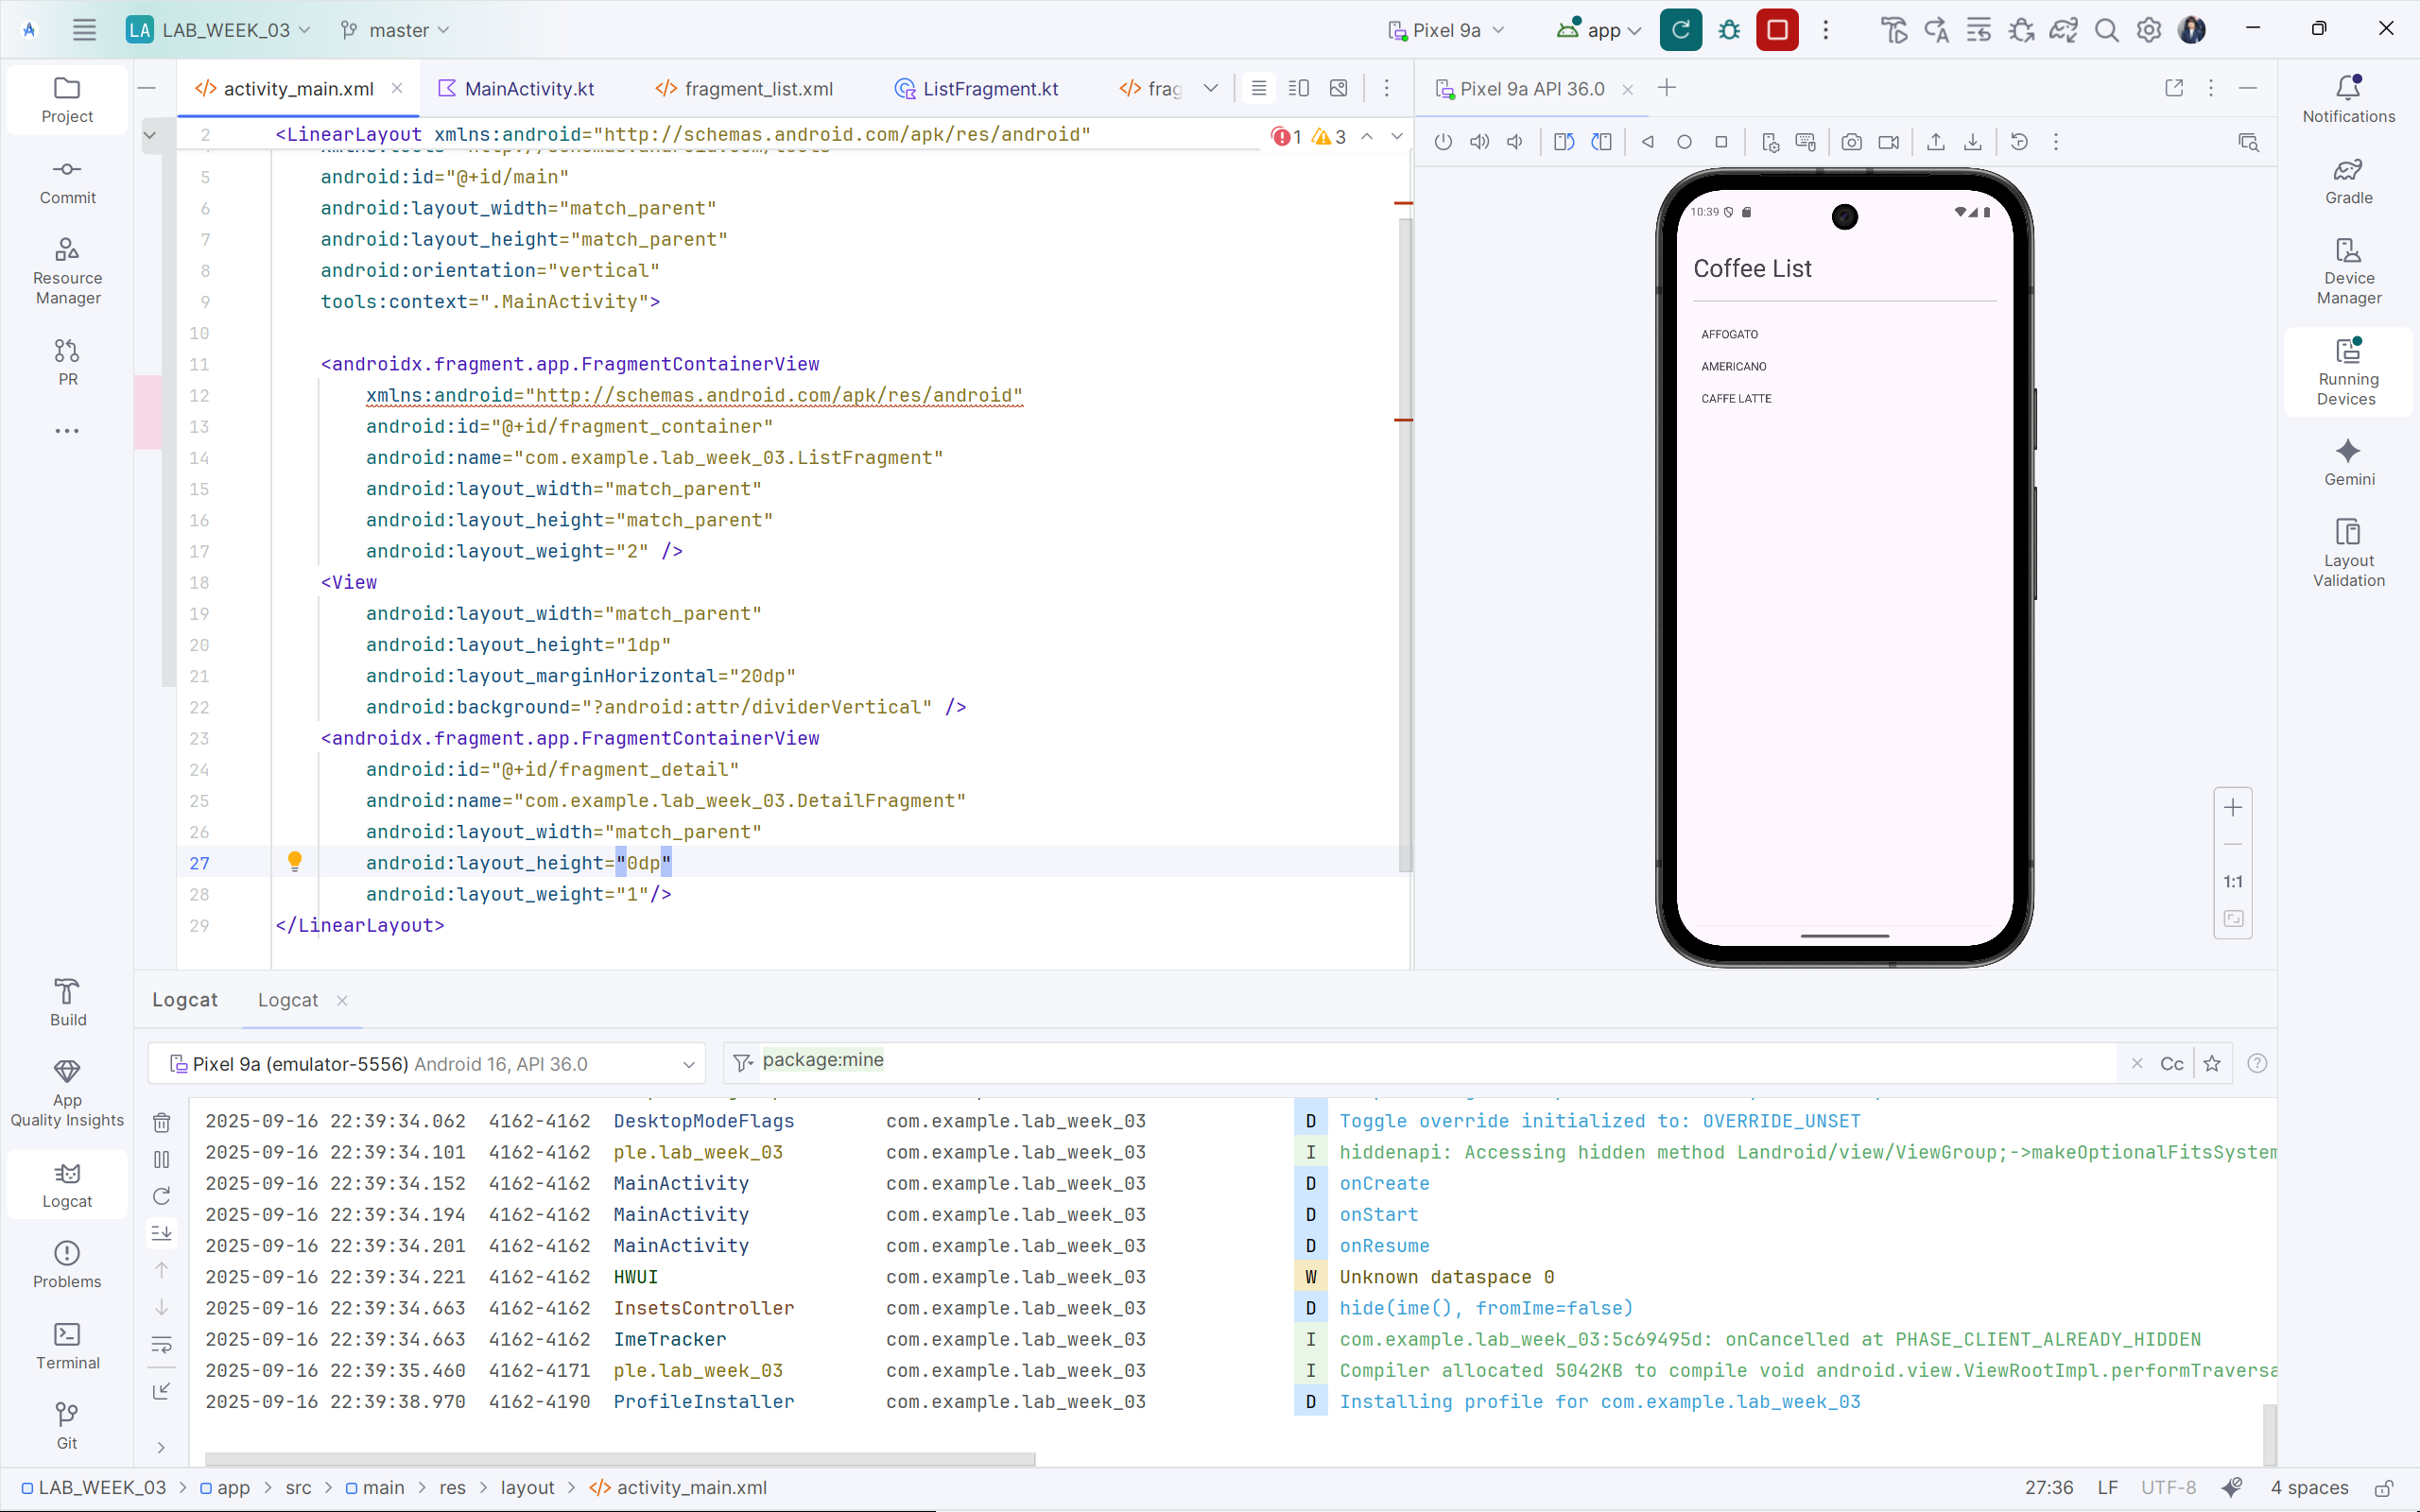 LA LAB_WEEK_03 master Pixel 9a app
Project
Commit
Resource
Manager
PR
Build
App
Quality Insights
Logcat
Problems
Terminal
Git
activity_main.xml MainActivity.kt fragment_list.xml ListFragment.kt frag
1 3
2 <LinearLayout xmlns:android="http://schemas.android.com/apk/res/android"
5 android:id="@+id/main"
6 android:layout_width="match_parent"
7 android:layout_height="match_parent"
8 android:orientation="vertical"
9 tools:context=".MainActivity">
10
11 <androidx.fragment.app.FragmentContainerView
12 xmlns:android="http://schemas.android.com/apk/res/android"
13 android:id="@+id/fragment_container"
14 android:name="com.example.lab_week_03.ListFragment"
15 android:layout_width="match_parent"
16 android:layout_height="match_parent"
17 android:layout_weight="2" />
18 <View
19 android:layout_width="match_parent"
20 android:layout_height="1dp"
21 android:layout_marginHorizontal="20dp"
22 android:background="?android:attr/dividerVertical" />
23 <androidx.fragment.app.FragmentContainerView
24 android:id="@+id/fragment_detail"
25 android:name="com.example.lab_week_03.DetailFragment"
26 android:layout_width="match_parent"
27 android:layout_height="0dp"
28 android:layout_weight="1"/>
29 </LinearLayout>
Pixel 9a API 36.0
10:39
Coffee List
AFFOGATO
AMERICANO
CAFFE LATTE
1:1
Notifications
Gradle
Device
Manager
Running
Devices
Gemini
Layout
Validation
Logcat Logcat
Pixel 9a (emulator-5556) Android 16, API 36.0 package:mine Cc
2025-09-16 22:39:34.062 4162-4162 DesktopModeFlags com.example.lab_week_03 D Toggle override initialized to: OVERRIDE_UNSET
2025-09-16 22:39:34.101 4162-4162 ple.lab_week_03 com.example.lab_week_03 I hiddenapi: Accessing hidden method Landroid/view/ViewGroup;->makeOptionalFitsSystem
2025-09-16 22:39:34.152 4162-4162 MainActivity com.example.lab_week_03 D onCreate
2025-09-16 22:39:34.194 4162-4162 MainActivity com.example.lab_week_03 D onStart
2025-09-16 22:39:34.201 4162-4162 MainActivity com.example.lab_week_03 D onResume
2025-09-16 22:39:34.221 4162-4162 HWUI com.example.lab_week_03 W Unknown dataspace 0
2025-09-16 22:39:34.663 4162-4162 InsetsController com.example.lab_week_03 D hide(ime(), fromIme=false)
2025-09-16 22:39:34.663 4162-4162 ImeTracker com.example.lab_week_03 I com.example.lab_week_03:5c69495d: onCancelled at PHASE_CLIENT_ALREADY_HIDDEN
2025-09-16 22:39:35.460 4162-4171 ple.lab_week_03 com.example.lab_week_03 I Compiler allocated 5042KB to compile void android.view.ViewRootImpl.performTraversa
2025-09-16 22:39:38.970 4162-4190 ProfileInstaller com.example.lab_week_03 D Installing profile for com.example.lab_week_03
LAB_WEEK_03 > app > src > main > res > layout > activity_main.xml 27:36 LF UTF-8 4 spaces